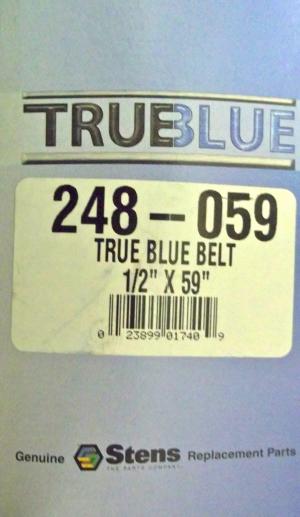 TRUEBLUE
248-059
TRUE BLUE BELT
1/2" X 59"
0 23899 01740 9
Genuine Stens Replacement Parts
THE PARTS COMPANY